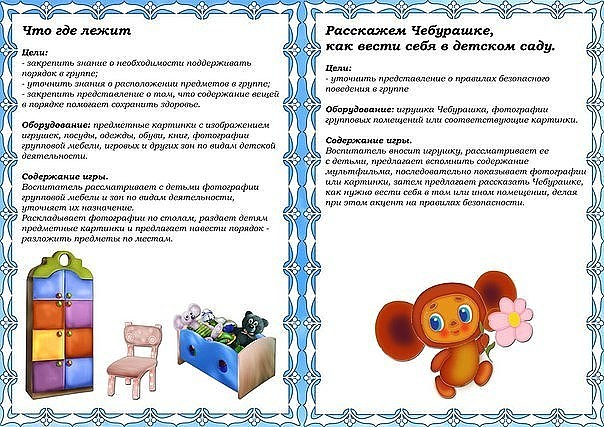 Что где лежит
Цели:
- закрепить знание о необходимости поддерживать
порядок в группе;
- уточнить знания о расположении предметов в группе;
- закрепить представление о том, что содержание вещей
в порядке помогает сохранить здоровье.
Оборудование: предметные картинки с изображением
игрушек, посуды, одежды, обуви, книг, фотографии
групповой мебели, игровых и других зон по видам детской
деятельности.
Содержание игры.
Воспитатель рассматривает с детьми фотографии
групповой мебели и зон по видам деятельности,
уточняет их назначение.
Раскладывает фотографии по столам, раздает детям
предметные картинки и предлагает навести порядок -
разложить предметы по местам.
Расскажем Чебурашке,
как вести себя в детском саду.
Цели:
- уточнить представление о правилах безопасного
поведения в группе
Оборудование: игрушка Чебурашка, фотографии
групповых помещений или соответствующие картинки.
Содержание игры.
Воспитатель вносит игрушку, рассматривает ее
с детьми, предлагает вспомнить содержание
мультфильма, последовательно показывает фотографии
или картинки, затем предлагает рассказать Чебурашке,
как нужно вести себя в том или ином помещении, делая
при этом акцент на правилах безопасности.